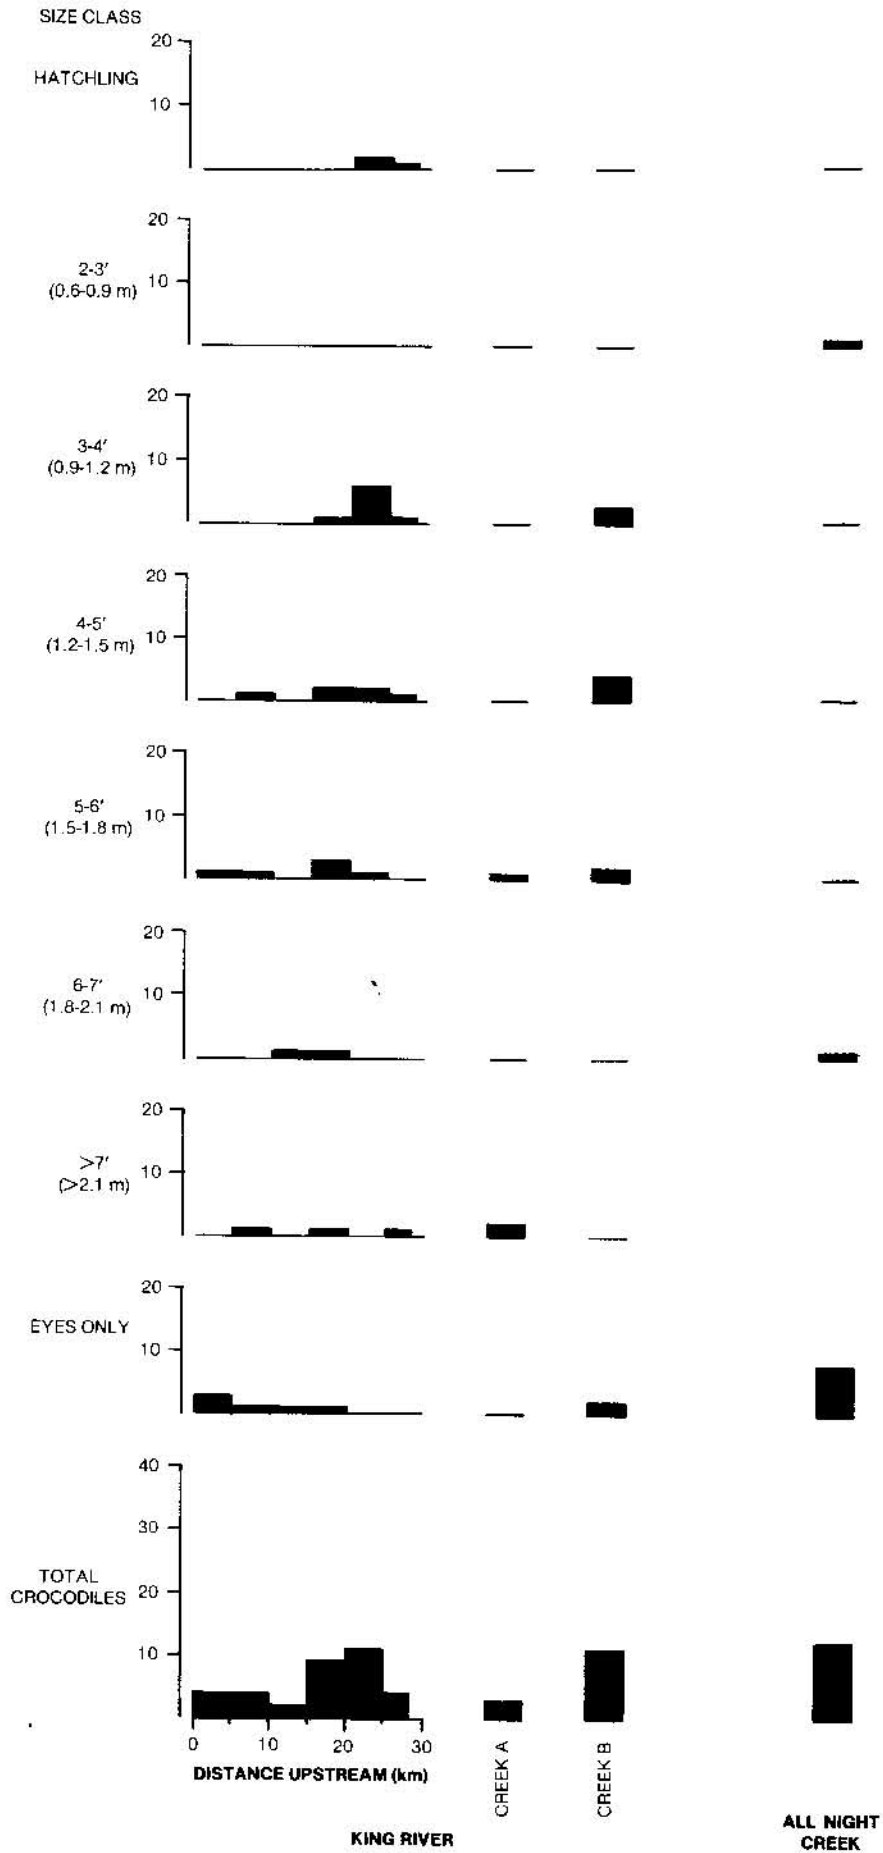 SIZE CLASS
20
HATCHLING
10
20
2-3′
(0.6-0.9 m)
10
20
3-4′
(0.9-1.2 m)
10
20
4-5′
(1.2-1.5 m)
10
20
5-6′
(1.5-1.8 m)
10
20
6-7′
(1.8-2.1 m)
10
20
>7′
(>2.1 m)
10
20
EYES ONLY
10
40
30
TOTAL
CROCODILES
20
10
0 10 20 30
DISTANCE UPSTREAM (km)
CREEK A
CREEK B
KING RIVER
ALL NIGHT
CREEK